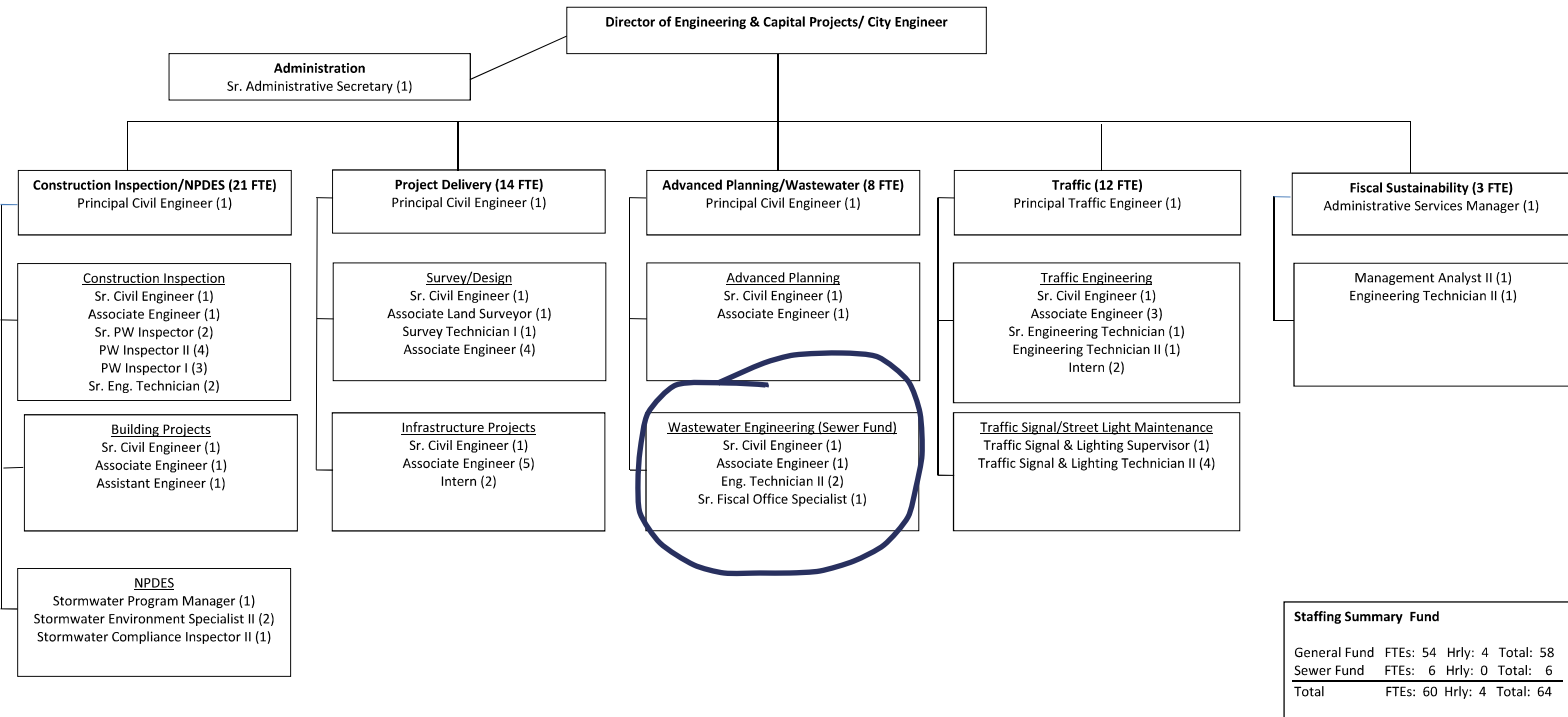 Director of Engineering & Capital Projects/ City Engineer
Administration
Sr. Administrative Secretary (1)
Construction Inspection/NPDES (21 FTE)
Principal Civil Engineer (1)
Construction Inspection
Sr. Civil Engineer (1)
Associate Engineer (1)
Sr. PW Inspector (2)
PW Inspector II (4)
PW Inspector I (3)
Sr. Eng. Technician (2)
Building Projects
Sr. Civil Engineer (1)
Associate Engineer (1)
Assistant Engineer (1)
NPDES
Stormwater Program Manager (1)
Stormwater Environment Specialist II (2)
Stormwater Compliance Inspector II (1)
Project Delivery (14 FTE)
Principal Civil Engineer (1)
Survey/Design
Sr. Civil Engineer (1)
Associate Land Surveyor (1)
Survey Technician I (1)
Associate Engineer (4)
Infrastructure Projects
Sr. Civil Engineer (1)
Associate Engineer (5)
Intern (2)
Advanced Planning/Wastewater (8 FTE)
Principal Civil Engineer (1)
Advanced Planning
Sr. Civil Engineer (1)
Associate Engineer (1)
Wastewater Engineering (Sewer Fund)
Sr. Civil Engineer (1)
Associate Engineer (1)
Eng. Technician II (2)
Sr. Fiscal Office Specialist (1)
Traffic (12 FTE)
Principal Traffic Engineer (1)
Traffic Engineering
Sr. Civil Engineer (1)
Associate Engineer (3)
Sr. Engineering Technician (1)
Engineering Technician II (1)
Intern (2)
Traffic Signal/Street Light Maintenance
Traffic Signal & Lighting Supervisor (1)
Traffic Signal & Lighting Technician II (4)
Fiscal Sustainability (3 FTE)
Administrative Services Manager (1)
Management Analyst II (1)
Engineering Technician II (1)
Staffing Summary Fund
General Fund FTEs: 54 Hrly: 4 Total: 58
Sewer Fund FTEs: 6 Hrly: 0 Total: 6
Total FTEs: 60 Hrly: 4 Total: 64